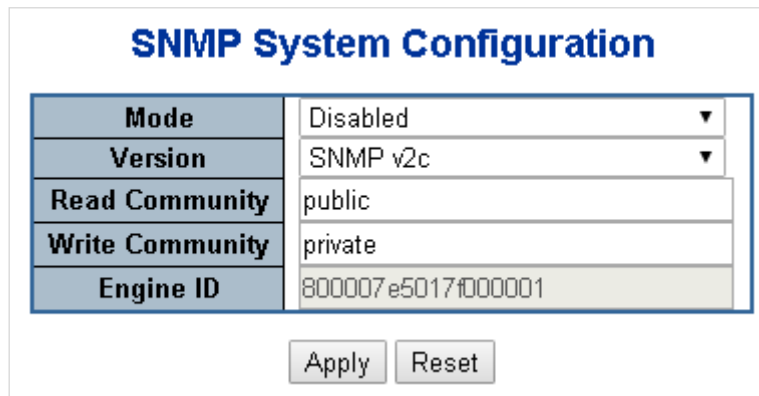 SNMP System Configuration
Mode Disabled
Version SNMP v2c
Read Community public
Write Community private
Engine ID 800007e5017f000001
Apply Reset